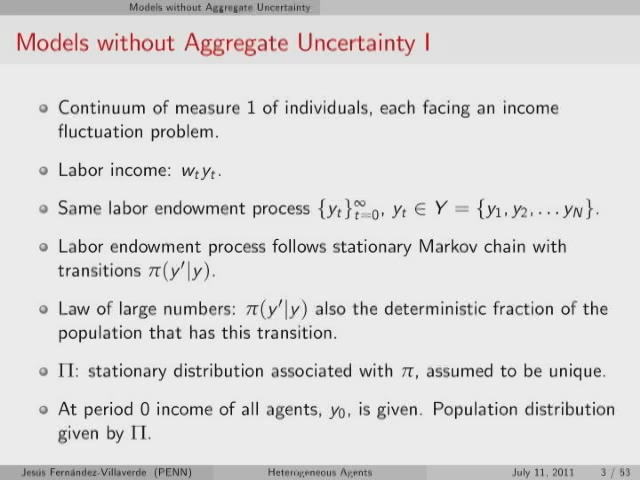 Models without Aggregate Uncertainty
Models without Aggregate Uncertainty I
Continuum of measure 1 of individuals, each facing an income
fluctuation problem.
Labor income: wₜyₜ.
Same labor endowment process {yₜ}∞ₜ₌₀, yₜ ∈ Y = {y₁, y₂, . . . y_N}.
Labor endowment process follows stationary Markov chain with
transitions π(y′|y).
Law of large numbers: π(y′|y) also the deterministic fraction of the
population that has this transition.
Π: stationary distribution associated with π, assumed to be unique.
At period 0 income of all agents, y₀, is given. Population distribution
given by Π.
Jesús Fernández-Villaverde (PENN) Heterogeneous Agents July 11, 2011 3 / 53